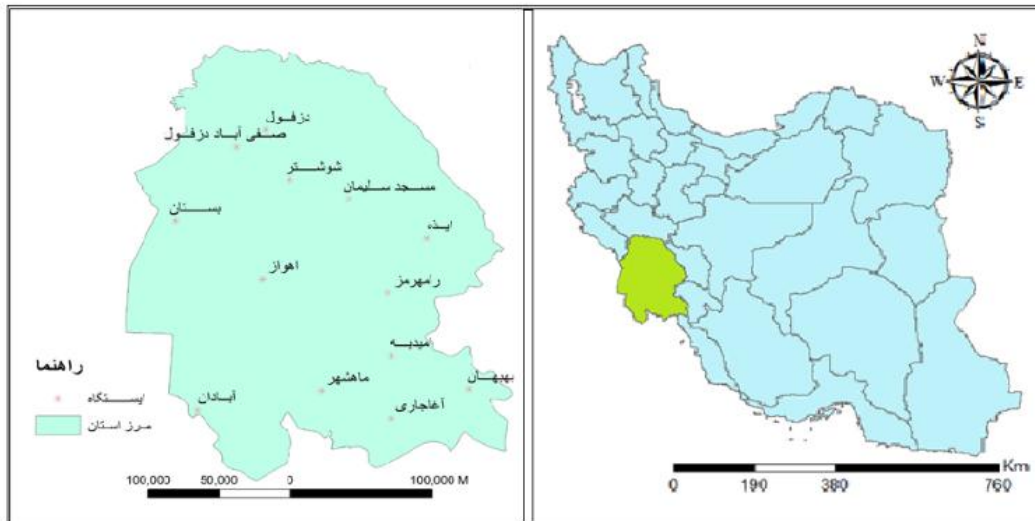 دزفول
صفی آباد دزفول
شوشتر
مسجد سلیمان
بستان
ایذه
اهواز
رامهرمز
امیدیه
بهبهان
ماهشهر
آبادان
آغاجاری
راهنما
ایستگاه
مرز استان
100,000 50,000 0 100,000 M
N
W E
S
Km
0 190 380 760